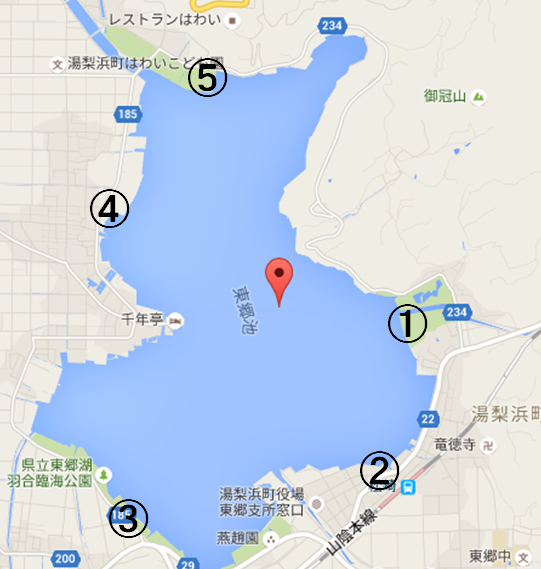 レストランはわい
234
湯梨浜町はわいこども園
⑤
185
御冠山
④
東郷池
千年亭
①
234
22
湯梨浜町
竜徳寺
②
県立東郷湖
羽合臨海公園
湯梨浜町役場
東郷支所窓口
③
山陰本線
燕趙園
200
29
東郷中